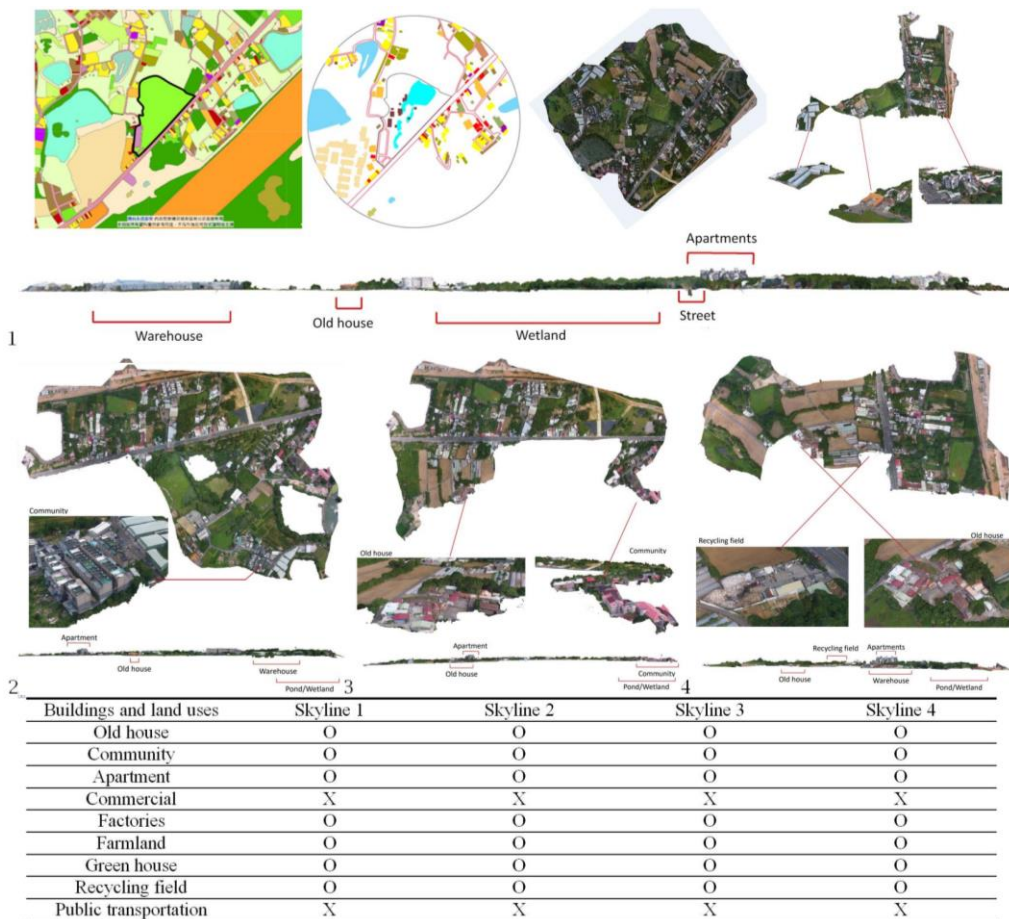 Apartments
Warehouse
Old house
Wetland
Street
1
Community
Apartment
Old house
Warehouse
Pond/Wetland
2
Old house
Community
Apartment
Old house
Community
Pond/Wetland
3
Recycling field
Old house
Recycling field
Apartments
Old house
Warehouse
Pond/Wetland
4
Buildings and land uses Skyline 1 Skyline 2 Skyline 3 Skyline 4
Old house O O O O
Community O O O O
Apartment O O O O
Commercial X X X X
Factories O O O O
Farmland O O O O
Green house O O O O
Recycling field O O O O
Public transportation X X X X